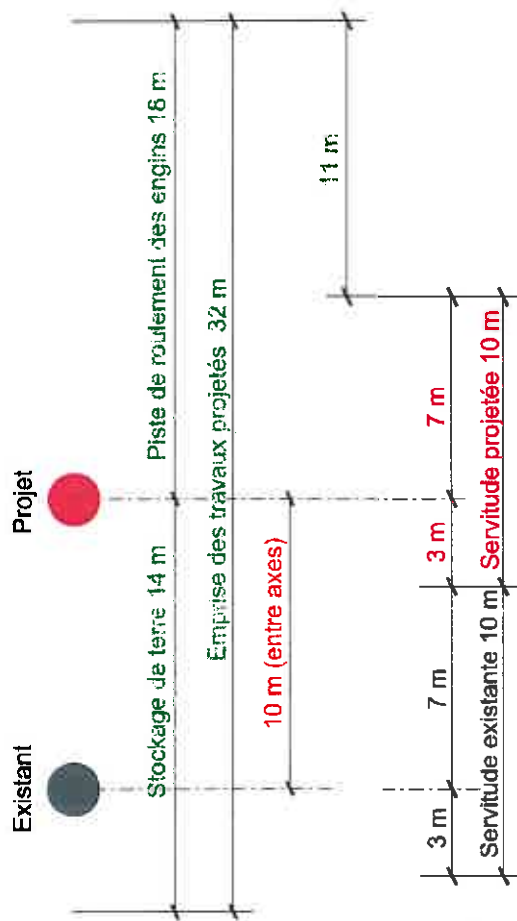 Existant
Projet
Stockage de terre 14 m
Piste de roulement des engins 18 m
Emprise des travaux projetés 32 m
10 m (entre axes)
11 m
3 m
7 m
3 m
7 m
Servitude existante 10 m
Servitude projetée 10 m